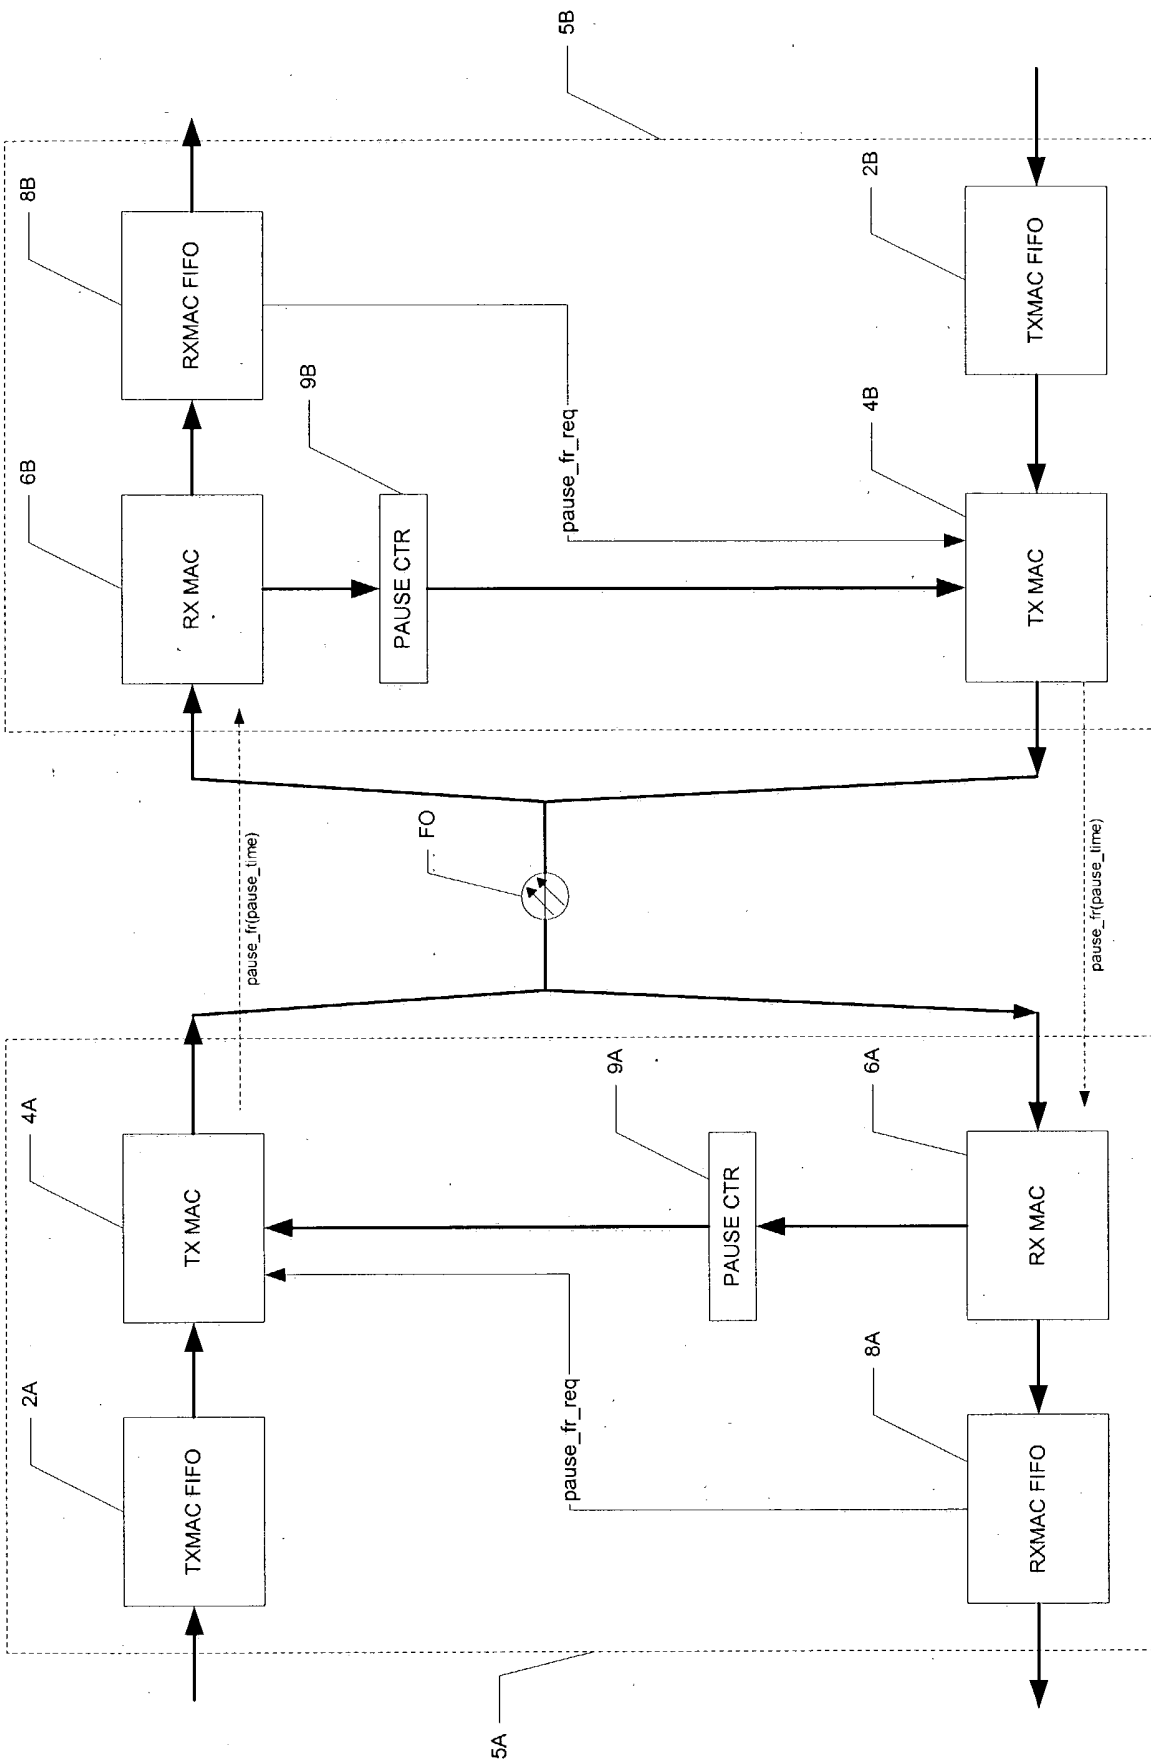 2A
4A
6B
8B
TXMAC FIFO
TX MAC
RX MAC
RXMAC FIFO
pause_fr(pause_time)
9B
PAUSE CTR
FO
5A
5B
pause_fr_req
pause_fr_req
9A
PAUSE CTR
8A
6A
4B
2B
RXMAC FIFO
RX MAC
TX MAC
TXMAC FIFO
pause_fr(pause_time)